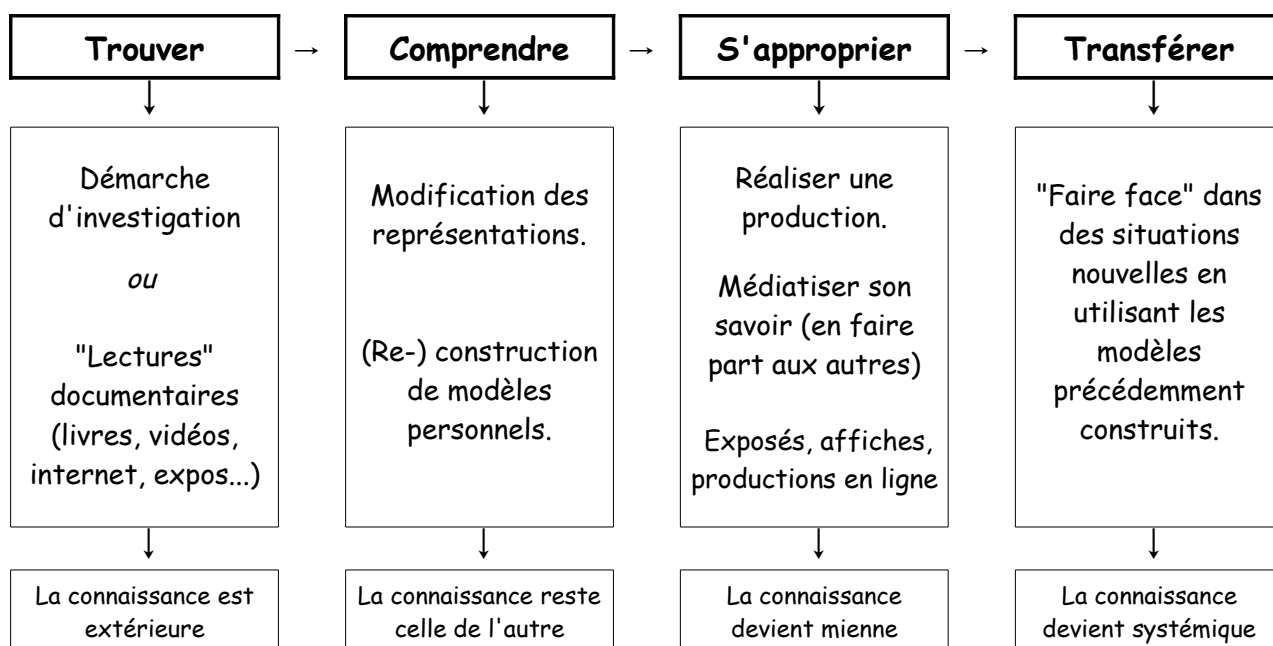 Trouver → Comprendre → S'approprier → Transférer
Démarche
d'investigation
ou
"Lectures"
documentaires
(livres, vidéos,
internet, expos...)
Modification des
représentations.
(Re-) construction
de modèles
personnels.
Réaliser une
production.
Médiatiser son
savoir (en faire
part aux autres)
Exposés, affiches,
productions en ligne
"Faire face" dans
des situations
nouvelles en
utilisant les
modèles
précédemment
construits.
La connaissance est
extérieure
La connaissance reste
celle de l'autre
La connaissance
devient mienne
La connaissance
devient systémique